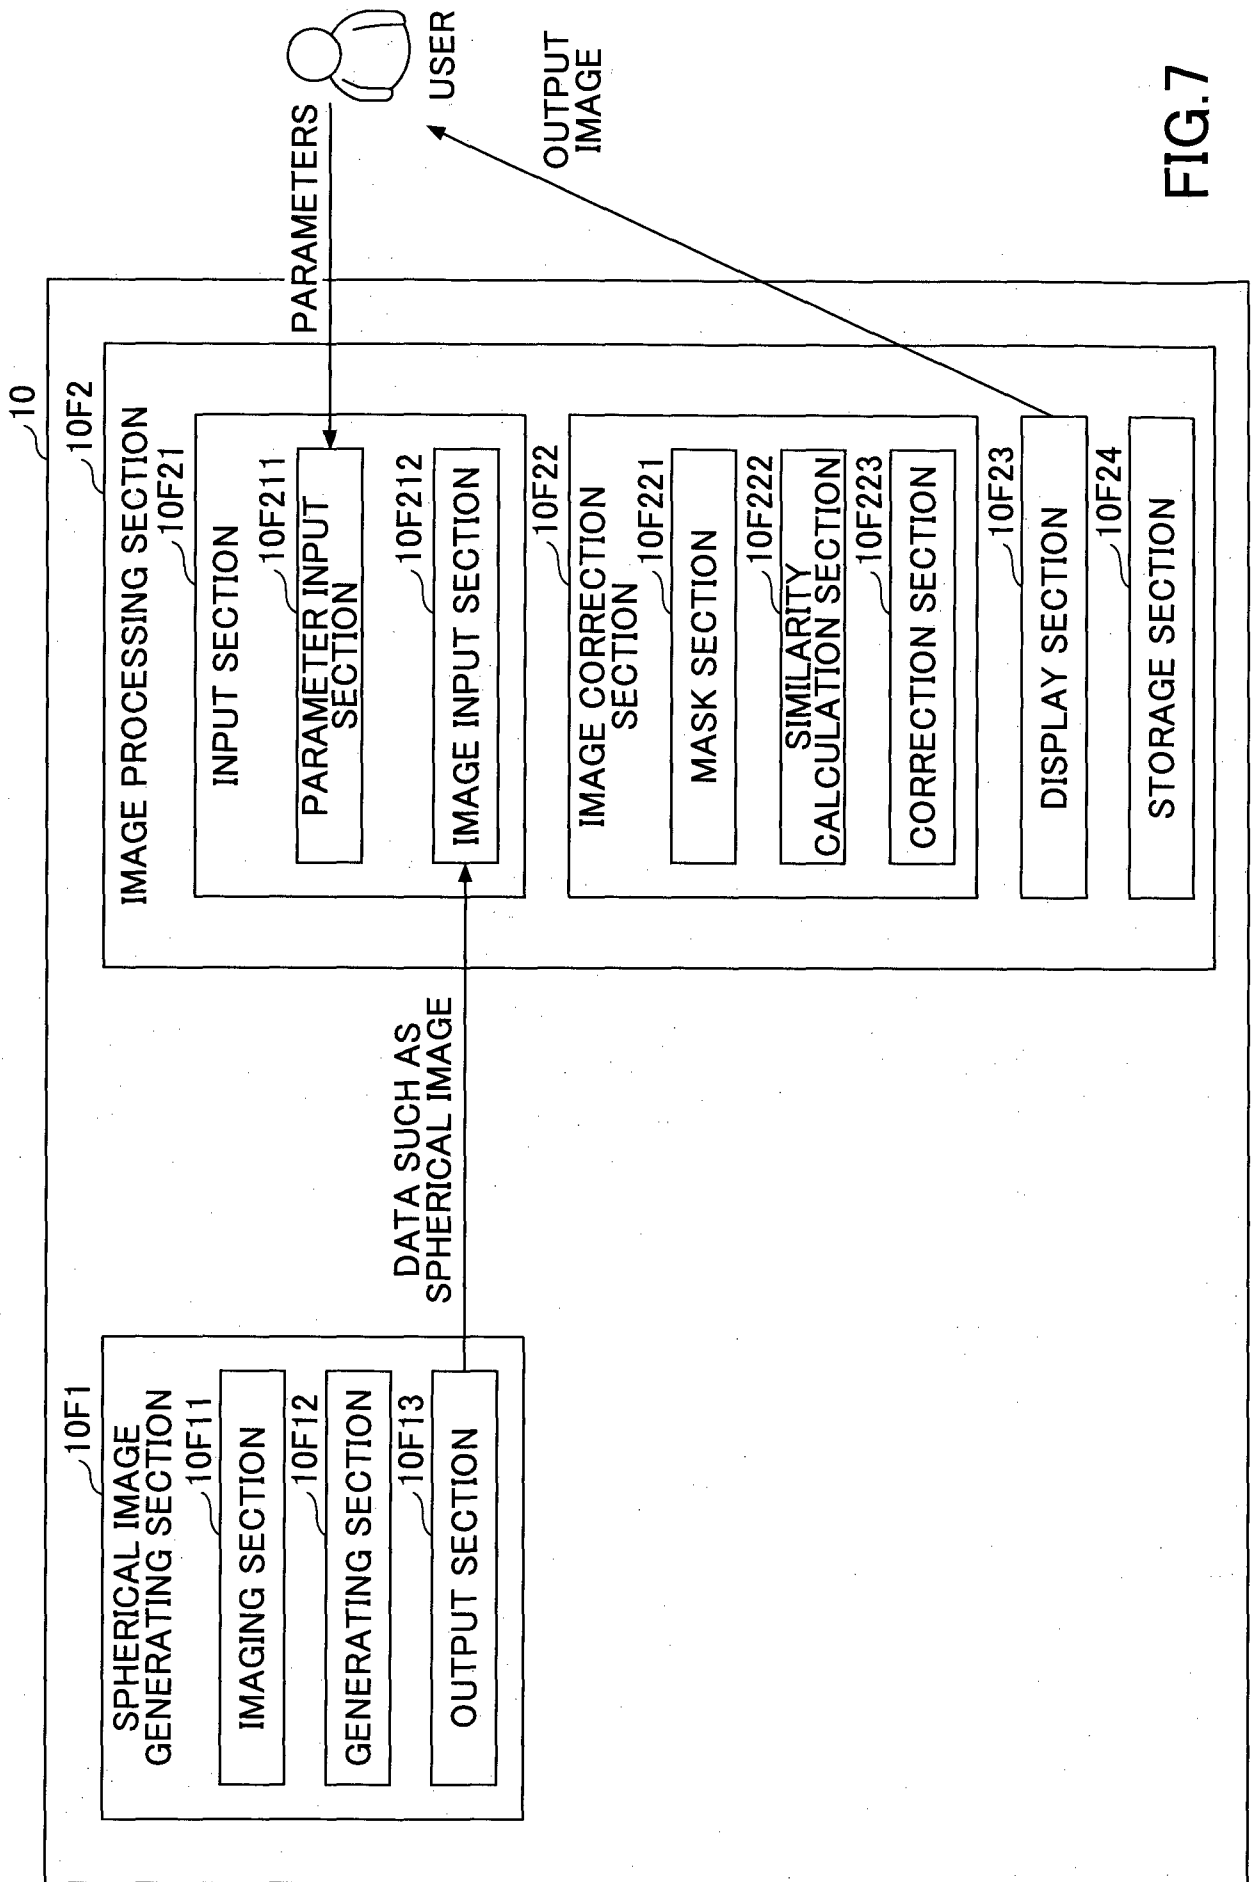 10
10F1
SPHERICAL IMAGE
GENERATING SECTION
10F11
IMAGING SECTION
10F12
GENERATING SECTION
10F13
OUTPUT SECTION
DATA SUCH AS
SPHERICAL IMAGE
10F2
IMAGE PROCESSING SECTION
10F21
INPUT SECTION
10F211
PARAMETER INPUT
SECTION
10F212
IMAGE INPUT SECTION
10F22
IMAGE CORRECTION
SECTION
10F221
MASK SECTION
10F222
SIMILARITY
CALCULATION SECTION
10F223
CORRECTION SECTION
10F23
DISPLAY SECTION
10F24
STORAGE SECTION
PARAMETERS
USER
OUTPUT
IMAGE
FIG.7